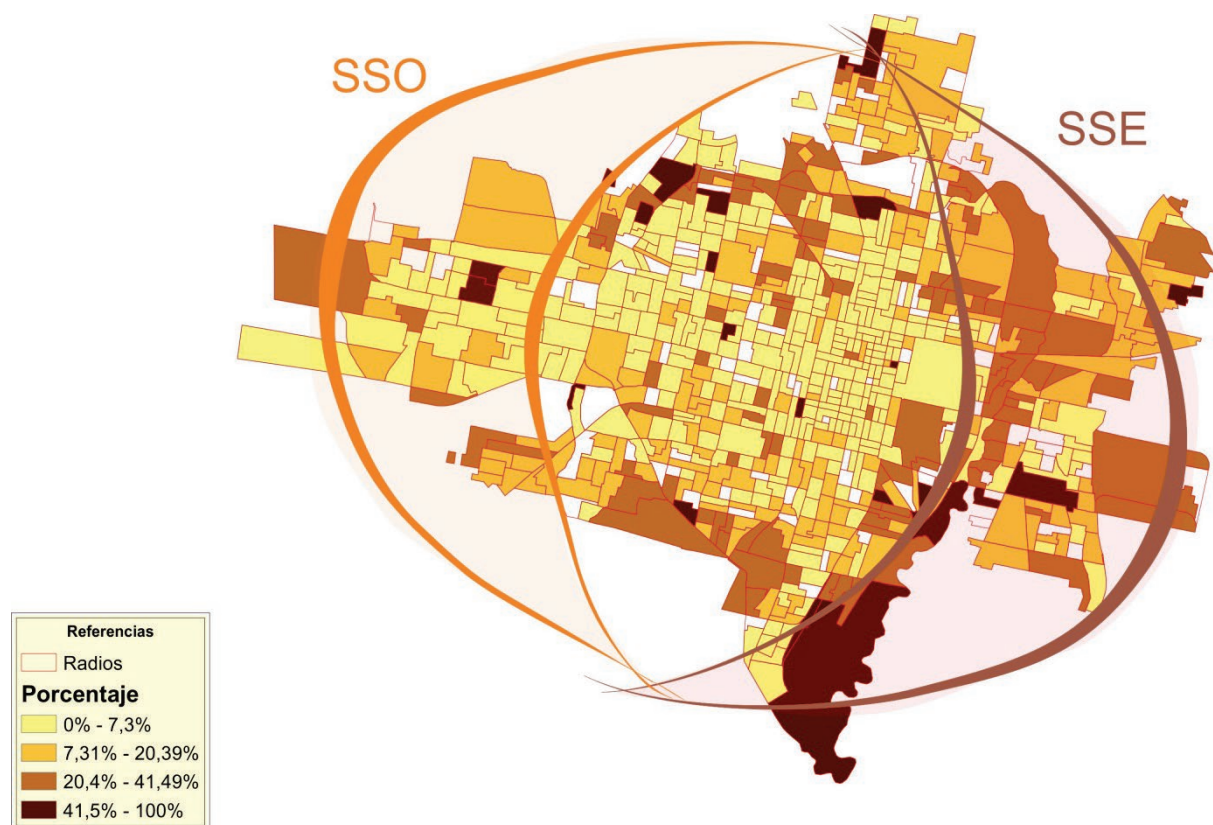 SSO
SSE
Referencias
Radios
Porcentaje
0% - 7,3%
7,31% - 20,39%
20,4% - 41,49%
41,5% - 100%